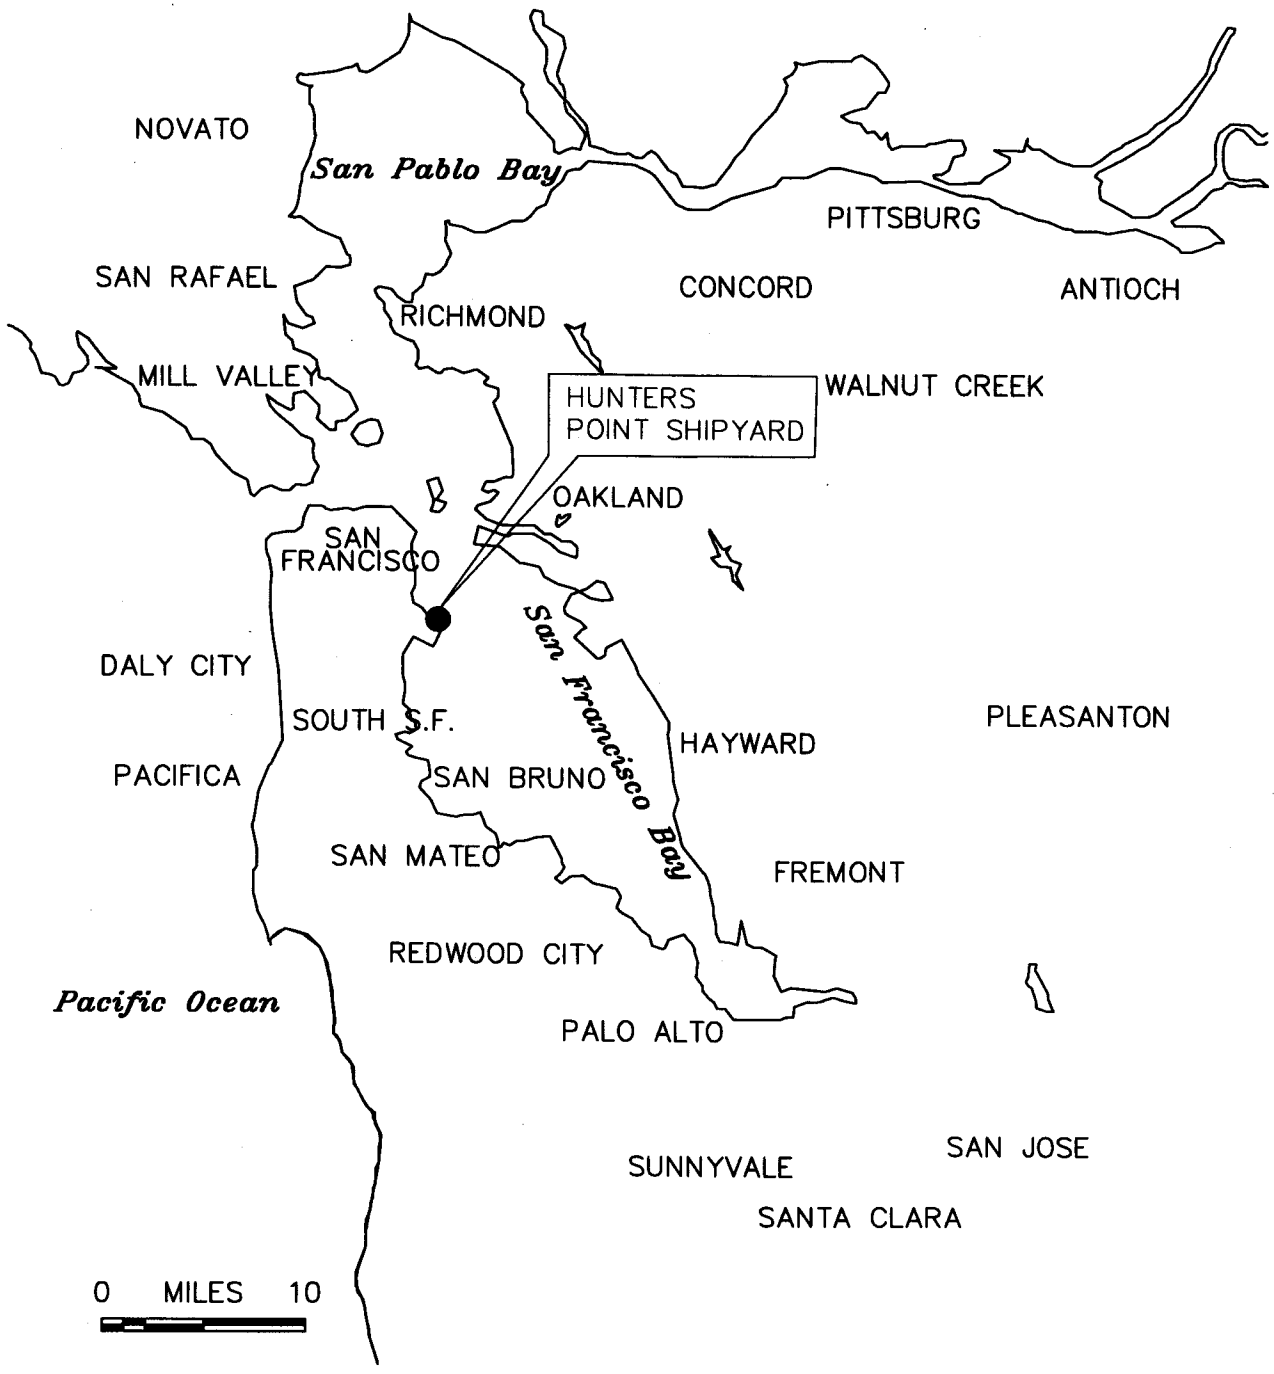 NOVATO
San Pablo Bay
PITTSBURG
SAN RAFAEL
CONCORD
ANTIOCH
RICHMOND
MILL VALLEY
WALNUT CREEK
HUNTERS
POINT SHIPYARD
OAKLAND
SAN
FRANCISCO
San Francisco Bay
DALY CITY
SOUTH S.F.
PLEASANTON
HAYWARD
PACIFICA
SAN BRUNO
SAN MATEO
FREMONT
REDWOOD CITY
Pacific Ocean
PALO ALTO
SAN JOSE
SUNNYVALE
SANTA CLARA
0 MILES 10